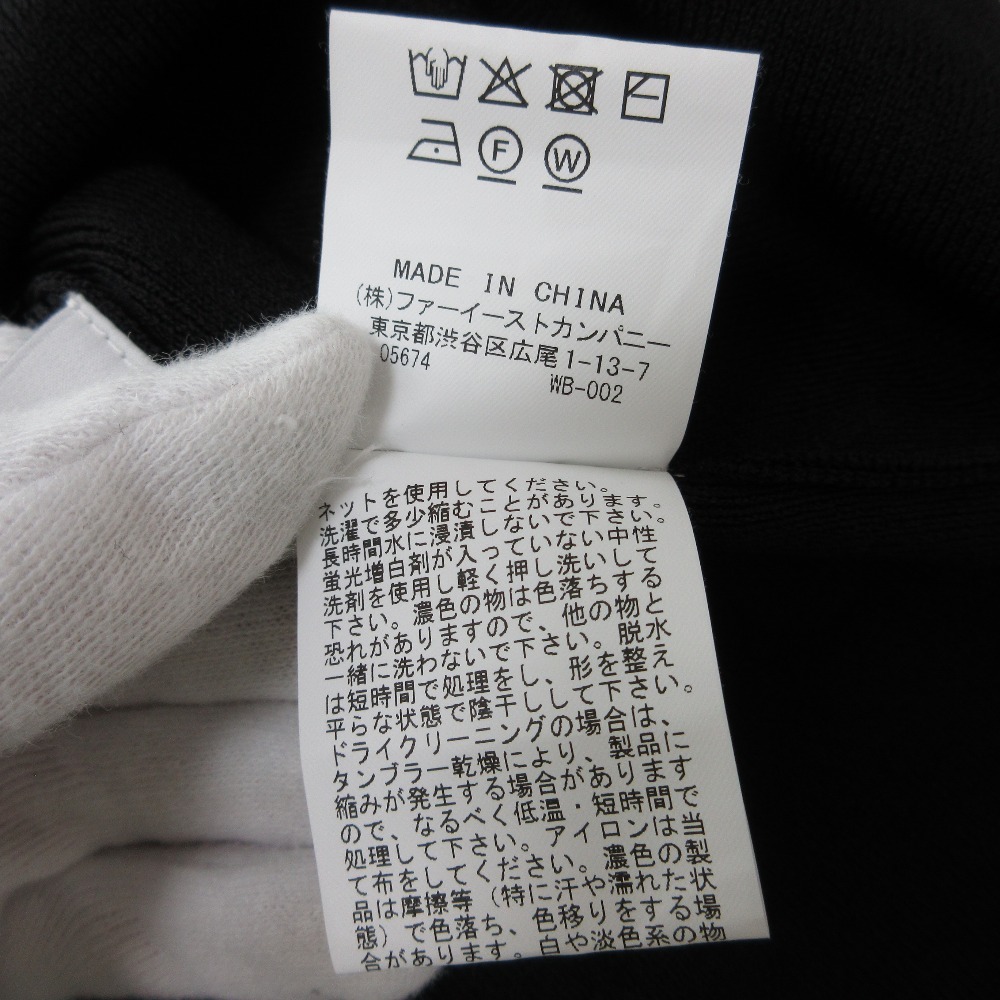 F W
MADE IN CHINA
(株)ファーイーストカンパニー
東京都渋谷区広尾1-13-7
05674
WB-002
ネットを使用してください。
洗濯で多少縮むことがあります。
長時間水に浸漬しないで下さい。
蛍光増白剤が入っていない中性
洗剤を使用し軽く押し洗いして
下さい。濃色の物は色落ちする
恐れがありますので、他の物と
一緒に洗わないで下さい。脱水
は短時間で処理をし、形を整え
平らな状態で陰干しして下さい。
ドライクリーニングの場合は、
タンブラー乾燥により、製品に
縮みが発生する場合があります
ので、なるべく低温・短時間で
処理して下さい。アイロンは当
て布をしてください。濃色の製
品は摩擦等（特に汗や濡れた状
態）で色落ち、色移りをする場
合があります。白や淡色系の物